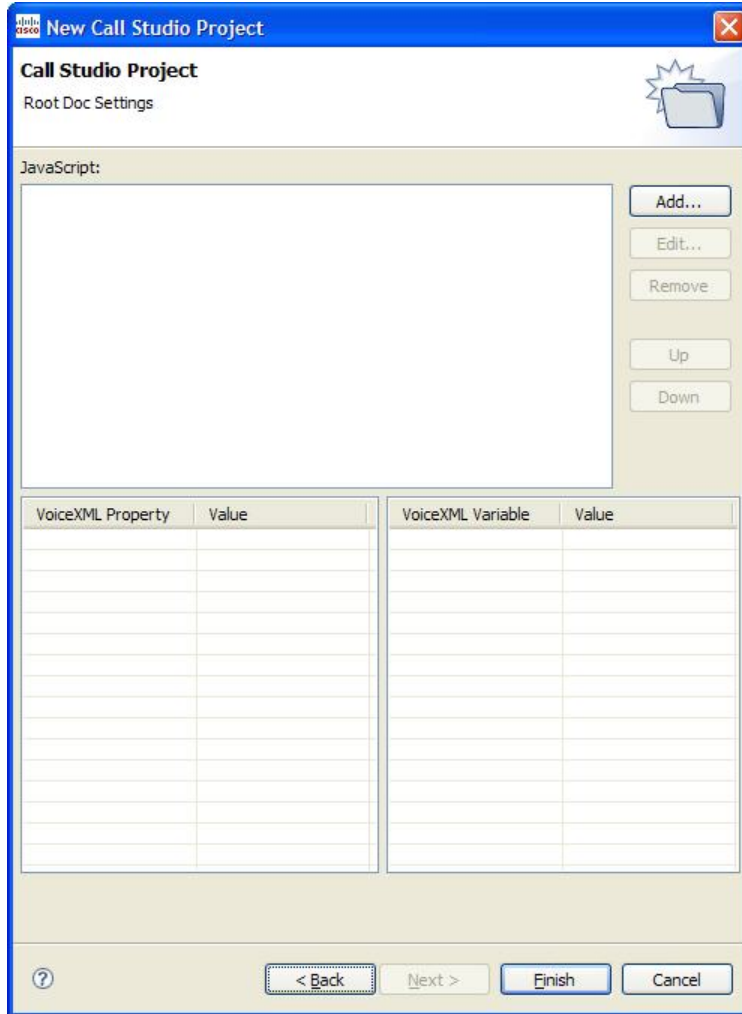 CISCO New Call Studio Project
Call Studio Project
Root Doc Settings
JavaScript:
Add...
Edit...
Remove
Up
Down
VoiceXML Property Value
VoiceXML Variable Value
? < Back Next > Finish Cancel